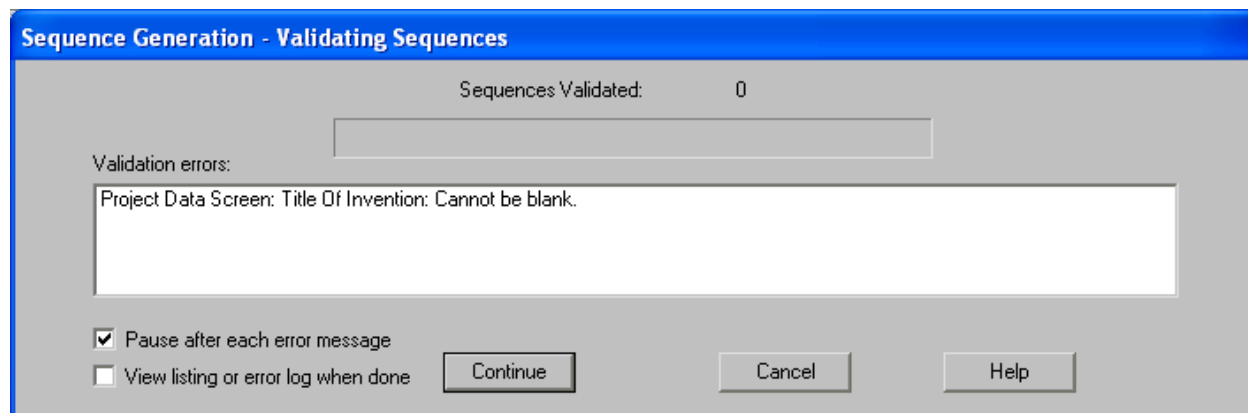 Sequence Generation - Validating Sequences
Sequences Validated: 0
Validation errors:
Project Data Screen: Title Of Invention: Cannot be blank.
Pause after each error message
View listing or error log when done
Continue
Cancel
Help